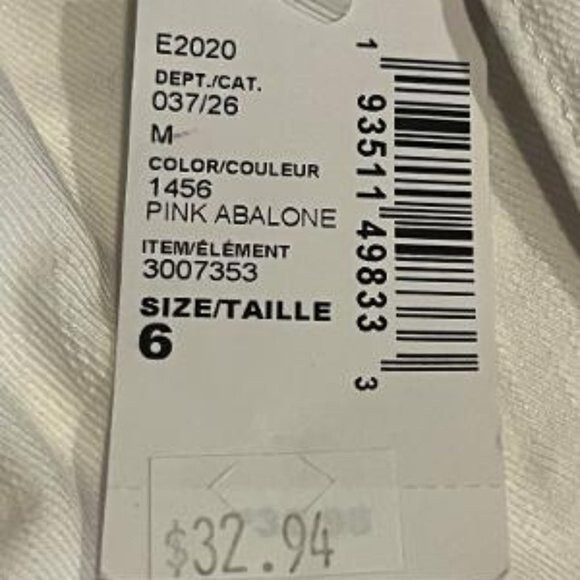 E2020
DEPT./CAT.
037/26
M
COLOR/COULEUR
1456
PINK ABALONE
ITEM/ÉLÉMENT
3007353
SIZE/TAILLE
6
1 93511 49833 3
$32.94